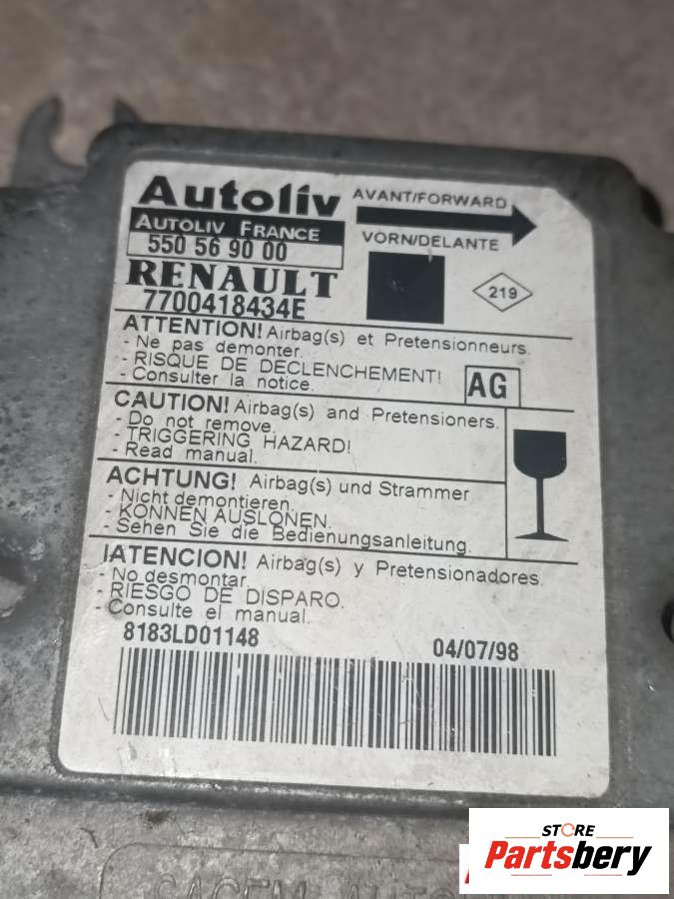 Autoliv
AVANT/FORWARD
AUTOLIV FRANCE
550 56 90 00
VORN/DELANTE
RENAULT
219
7700418434E
ATTENTION! Airbag(s) et Pretensionneurs.
- Ne pas demonter.
- RISQUE DE DECLENCHEMENT!
- Consulter la notice.
AG
CAUTION! Airbag(s) and Pretensioners.
- Do not remove.
- TRIGGERING HAZARD!
- Read manual.
ACHTUNG! Airbag(s) und Strammer
- Nicht demontieren.
- KONNEN AUSLONEN.
- Sehen Sie die Bedienungsanleitung.
!ATENCION! Airbag(s) y Pretensionadores.
- No desmontar.
- RIESGO DE DISPARO.
- Consulte el manual.
8183LD01148
04/07/98
SAGEM
STORE
Partsbery